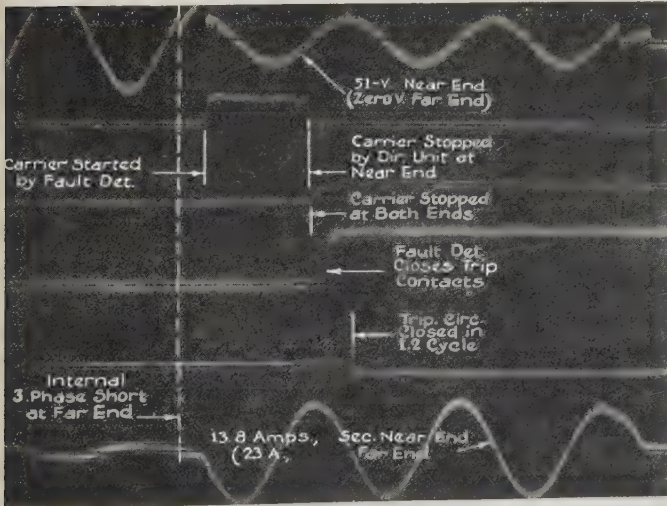 51-V. Near End
(Zero V. Far End)
Carrier Started
by Fault Det.
Carrier Stopped
by Dir. Unit at
Near End
Carrier Stopped
at Both Ends
Fault Det.
Closes Trip
Contacts
Trip. Circ.
Closed in
1.2 Cycle
Internal
3.Phase Short
at Far End
13.8 Amps., Sec. Near End
(23 A., Far End